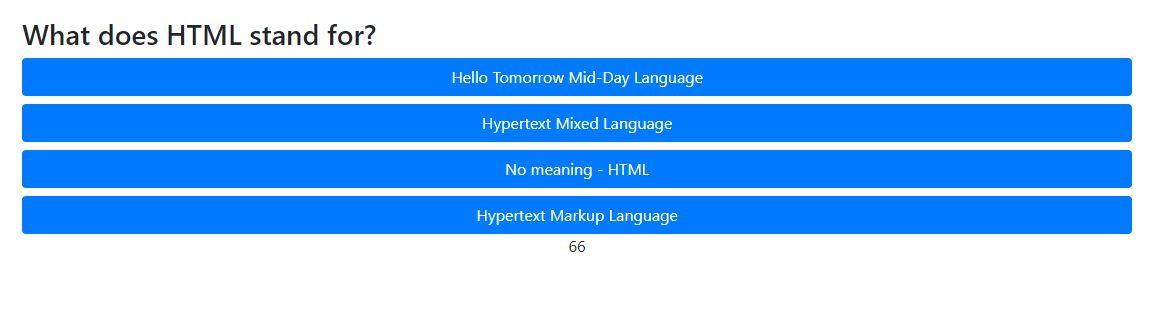 What does HTML stand for?
Hello Tomorrow Mid-Day Language
Hypertext Mixed Language
No meaning - HTML
Hypertext Markup Language
66